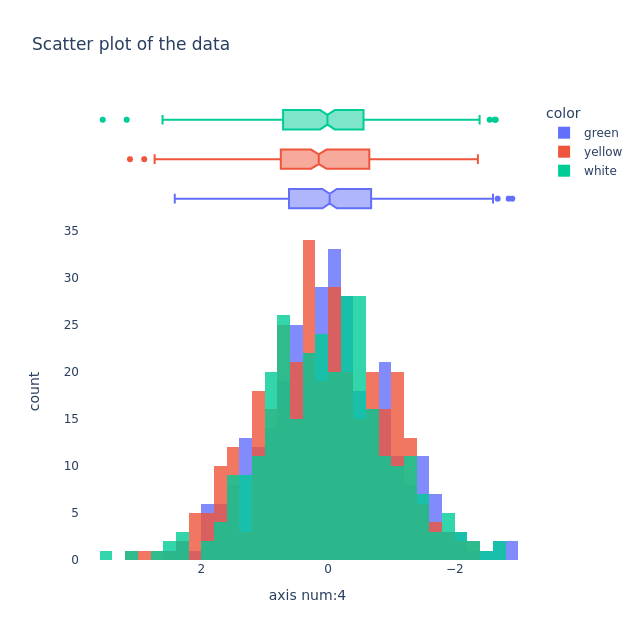 Scatter plot of the data
color
green
yellow
white
35
30
25
20
15
10
5
0
count
2
0
−2
axis num:4